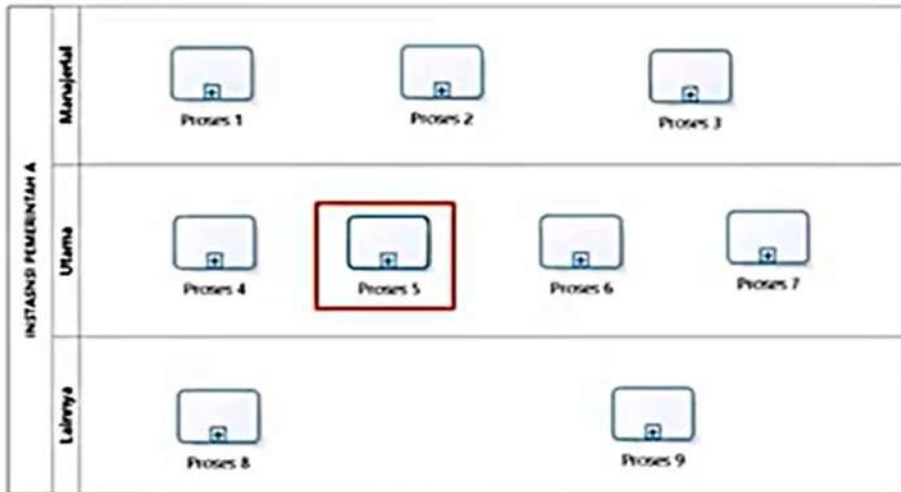 INSTASNSI PEMERINTAH A
Manajerial
Proses 1
Proses 2
Proses 3
Utama
Proses 4
Proses 5
Proses 6
Proses 7
Lainnya
Proses 8
Proses 9